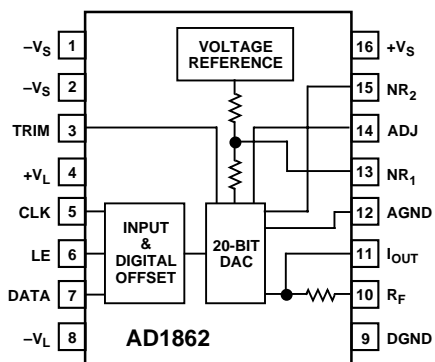 –VS 1
–VS 2
TRIM 3
+VL 4
CLK 5
LE 6
DATA 7
–VL 8
VOLTAGE
REFERENCE
INPUT
&
DIGITAL
OFFSET
20-BIT
DAC
AD1862
16 +VS
15 NR2
14 ADJ
13 NR1
12 AGND
11 IOUT
10 RF
9 DGND